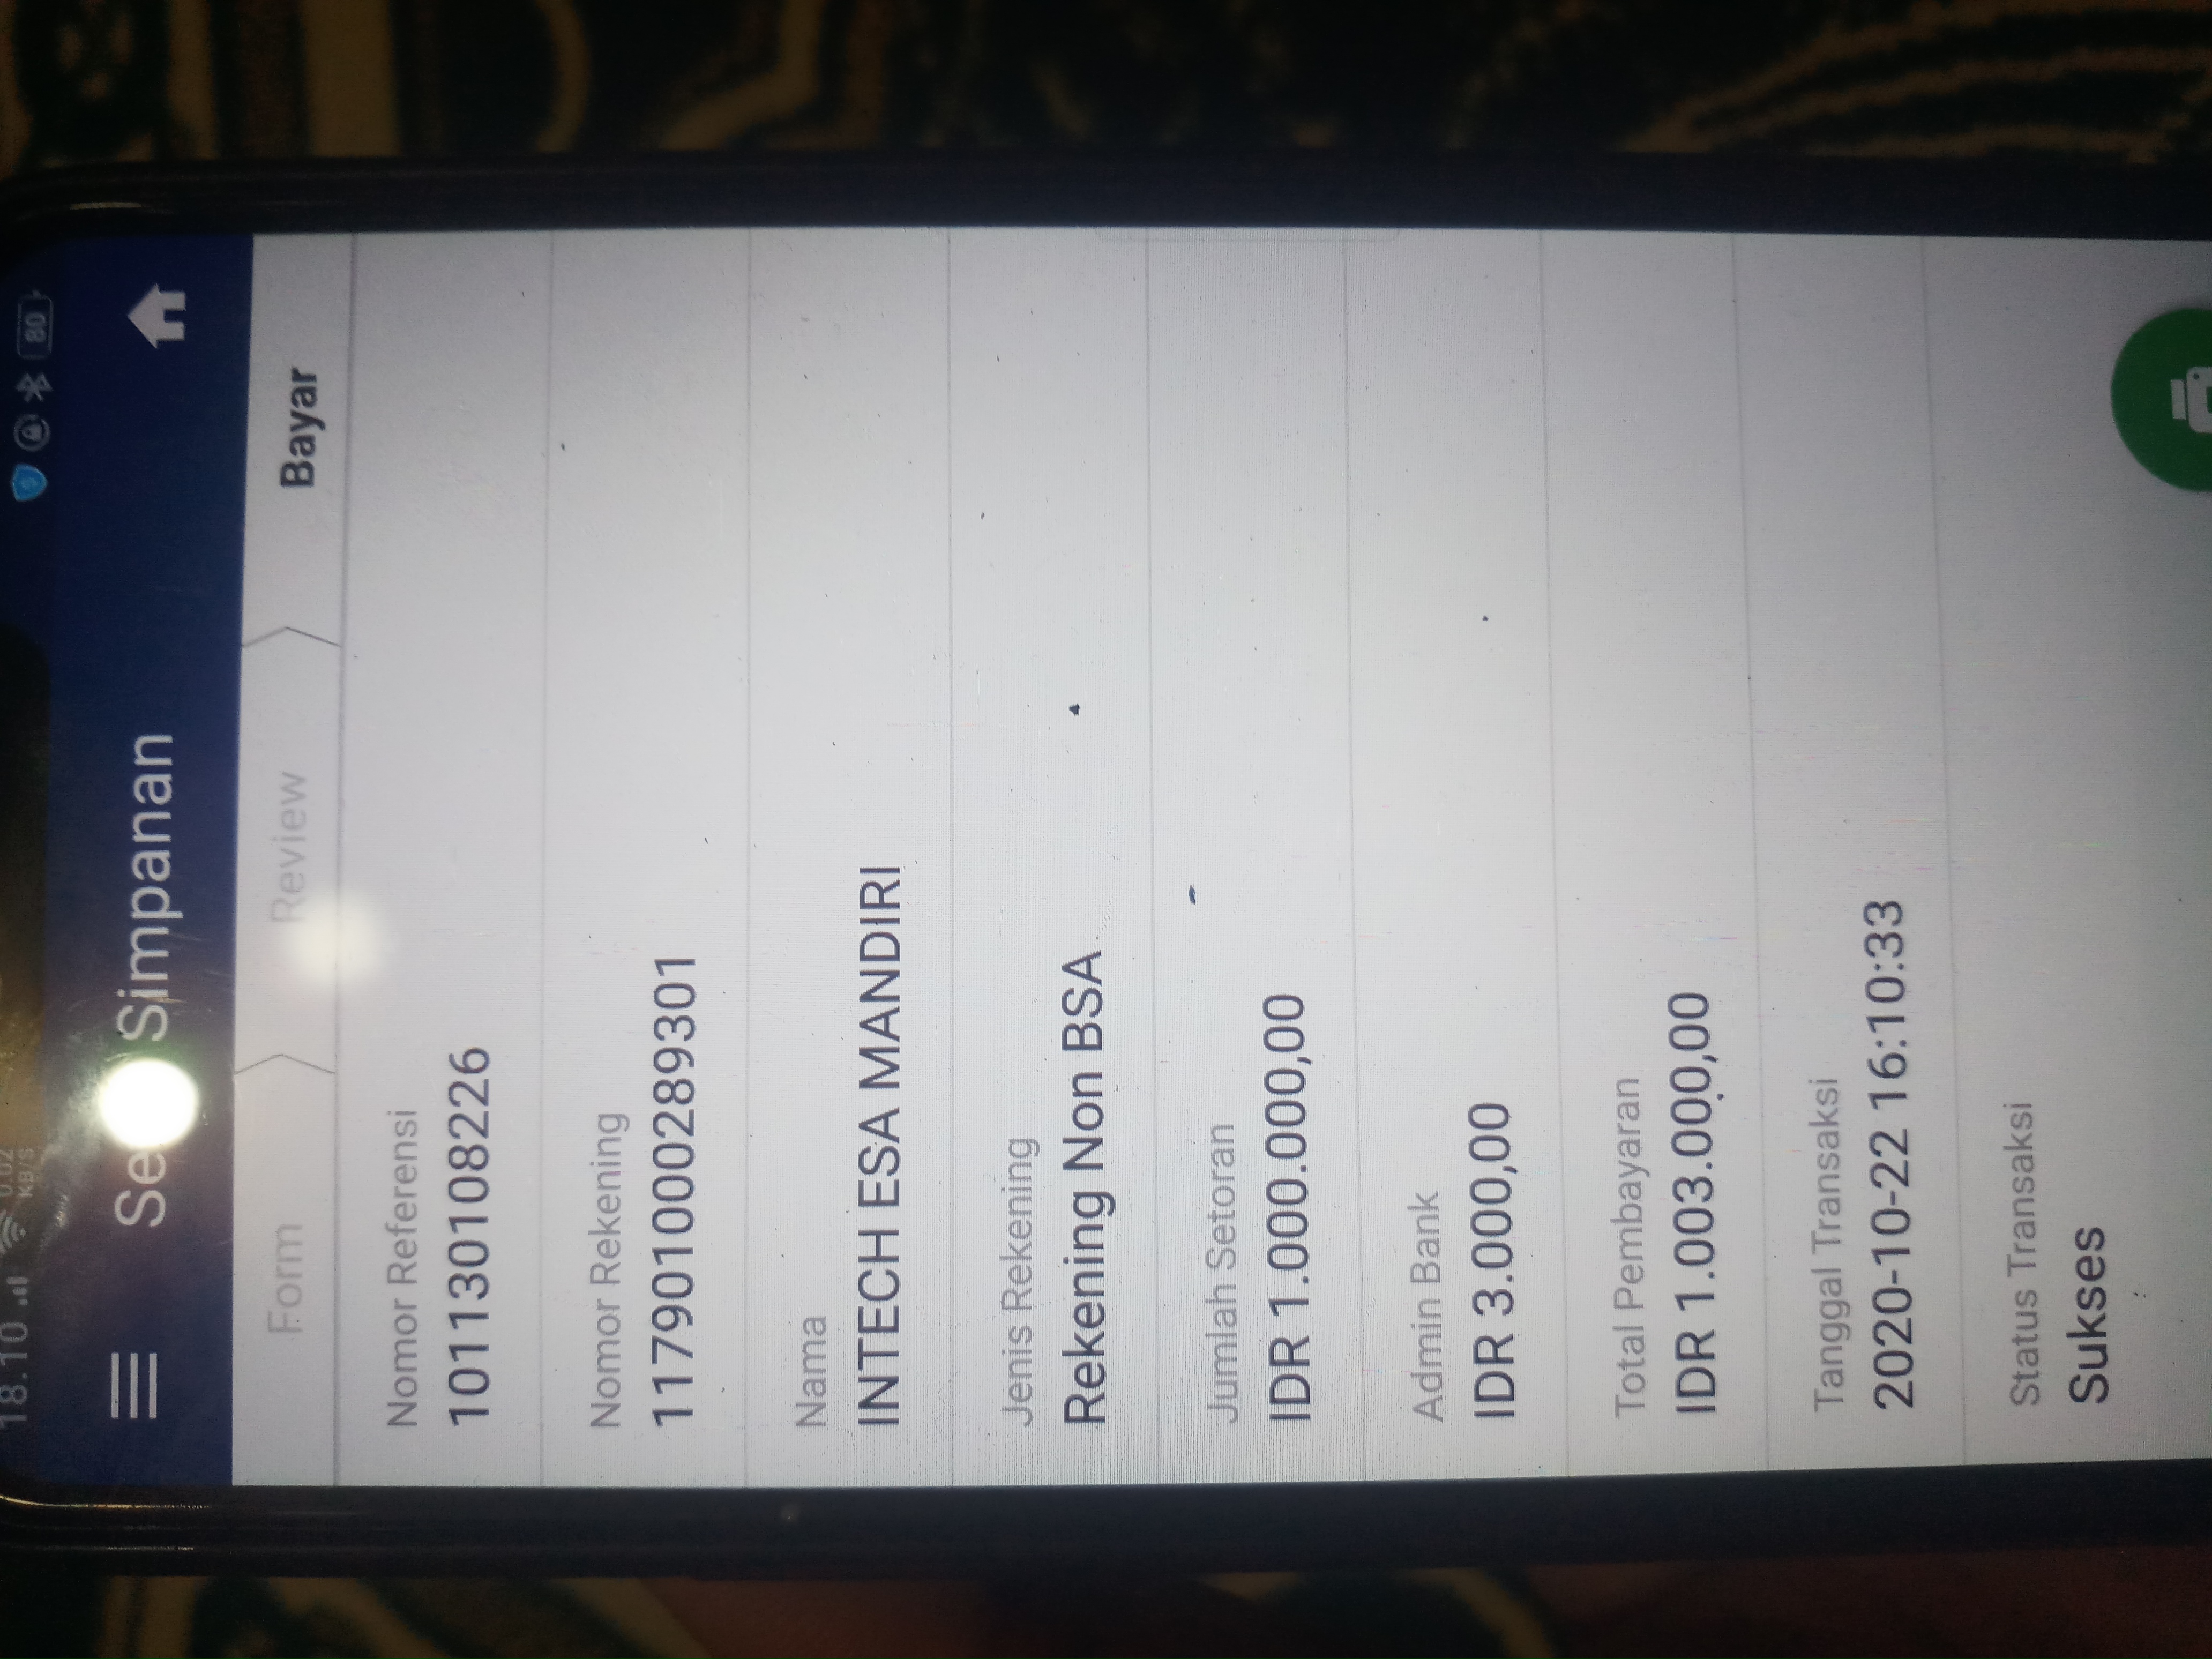 18.10
0.02
KB/S
80
Simpanan
Form
Review
Bayar
Nomor Referensi
101130108226
Nomor Rekening
117901000289301
Nama
INTECH ESA MANDIRI
Jenis Rekening
Rekening Non BSA
Jumlah Setoran
IDR 1.000.000,00
Admin Bank
IDR 3.000,00
Total Pembayaran
IDR 1.003.000,00
Tanggal Transaksi
2020-10-22 16:10:33
Status Transaksi
Sukses